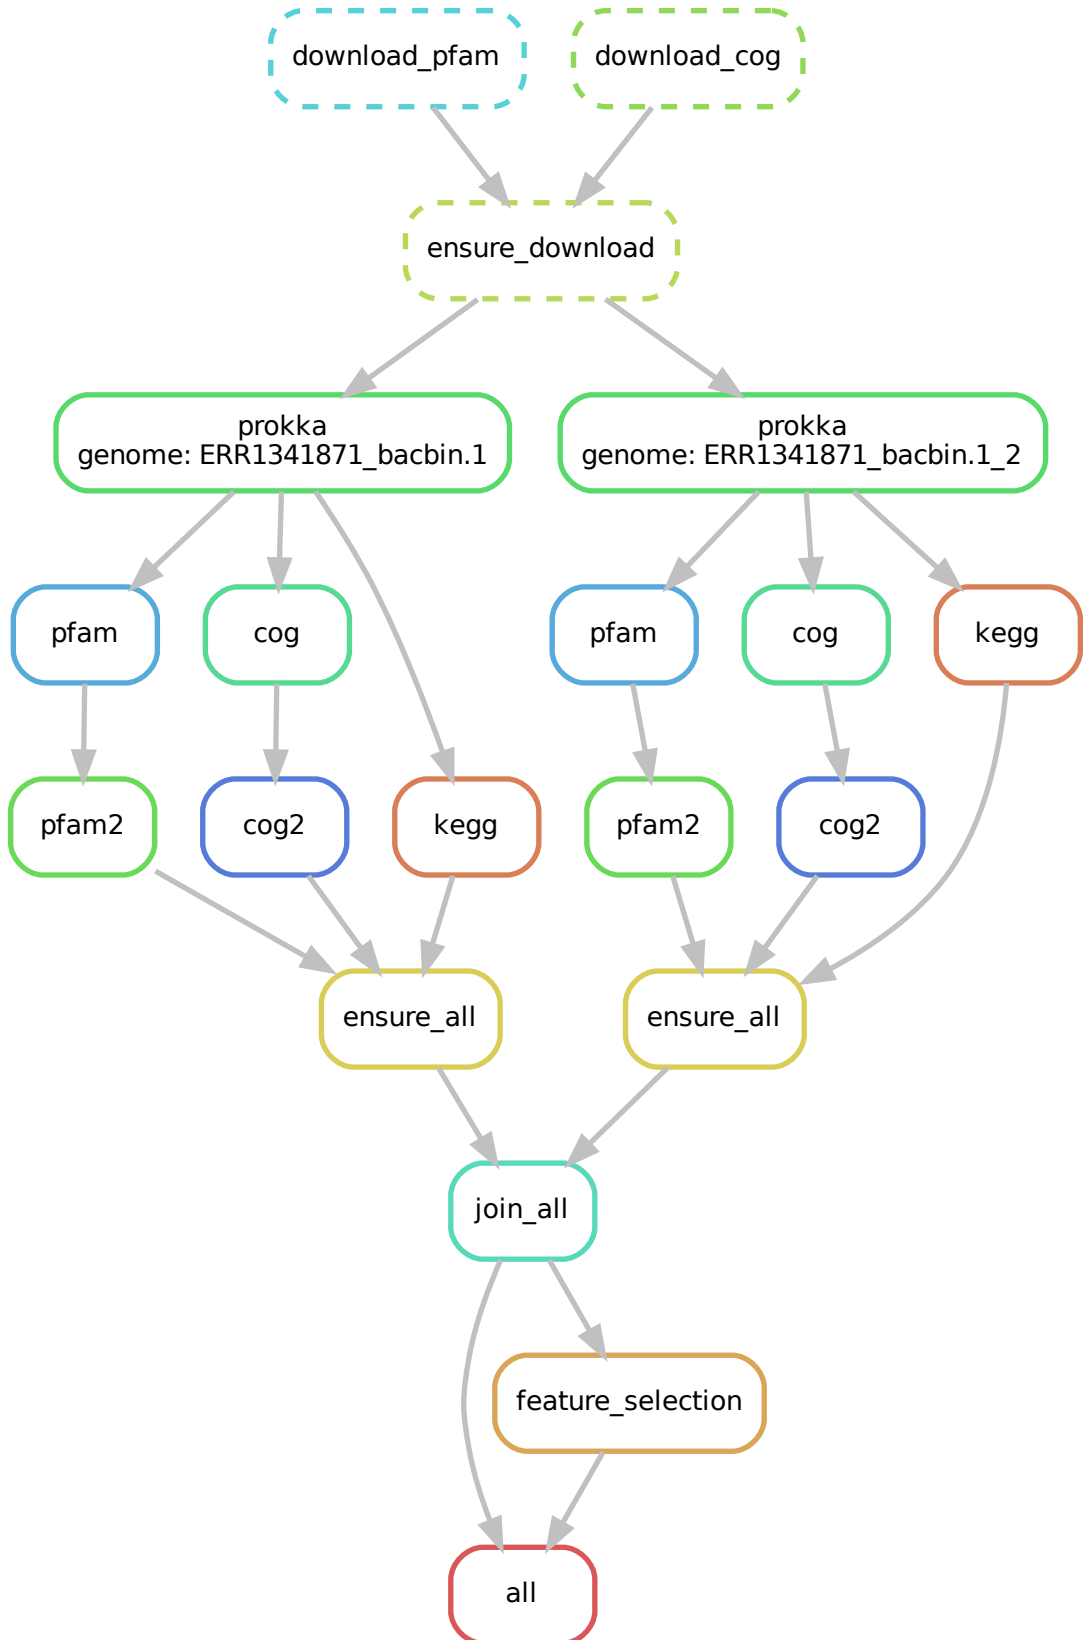 download_pfam
download_cog
ensure_download
prokka
genome: ERR1341871_bacbin.1
prokka
genome: ERR1341871_bacbin.1_2
pfam
cog
pfam
cog
kegg
pfam2
cog2
kegg
pfam2
cog2
ensure_all
ensure_all
join_all
feature_selection
all